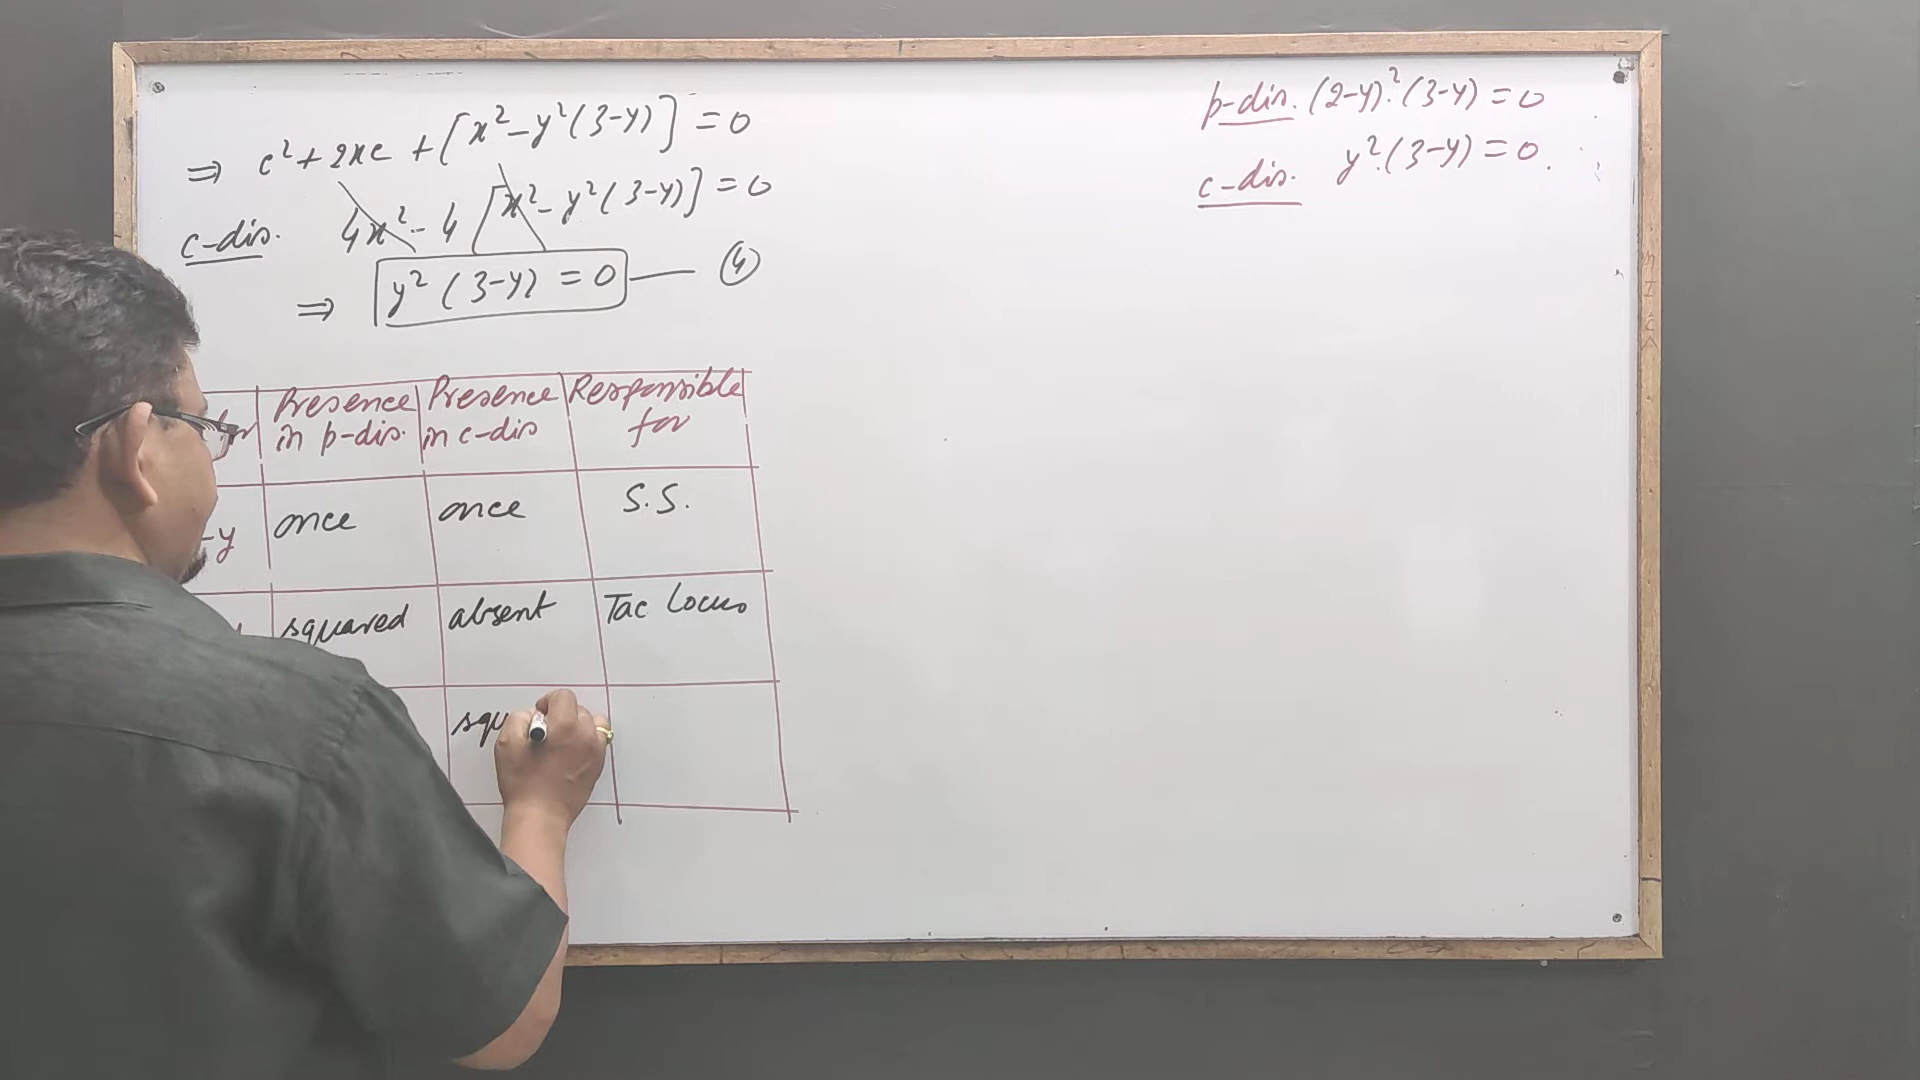 ⇒ c² + 2xc + [x² - y²(3-y)] = 0
c-dis. 4x² - 4 [x² - y²(3-y)] = 0
⇒ y² (3-y) = 0 — (4)
p-dis. (2-y)². (3-y) = 0
c-dis. y². (3-y) = 0.
Presence in p-dis. Presence in c-dis Responsible for
-y once once S.S.
squared absent Tac Locus
squ